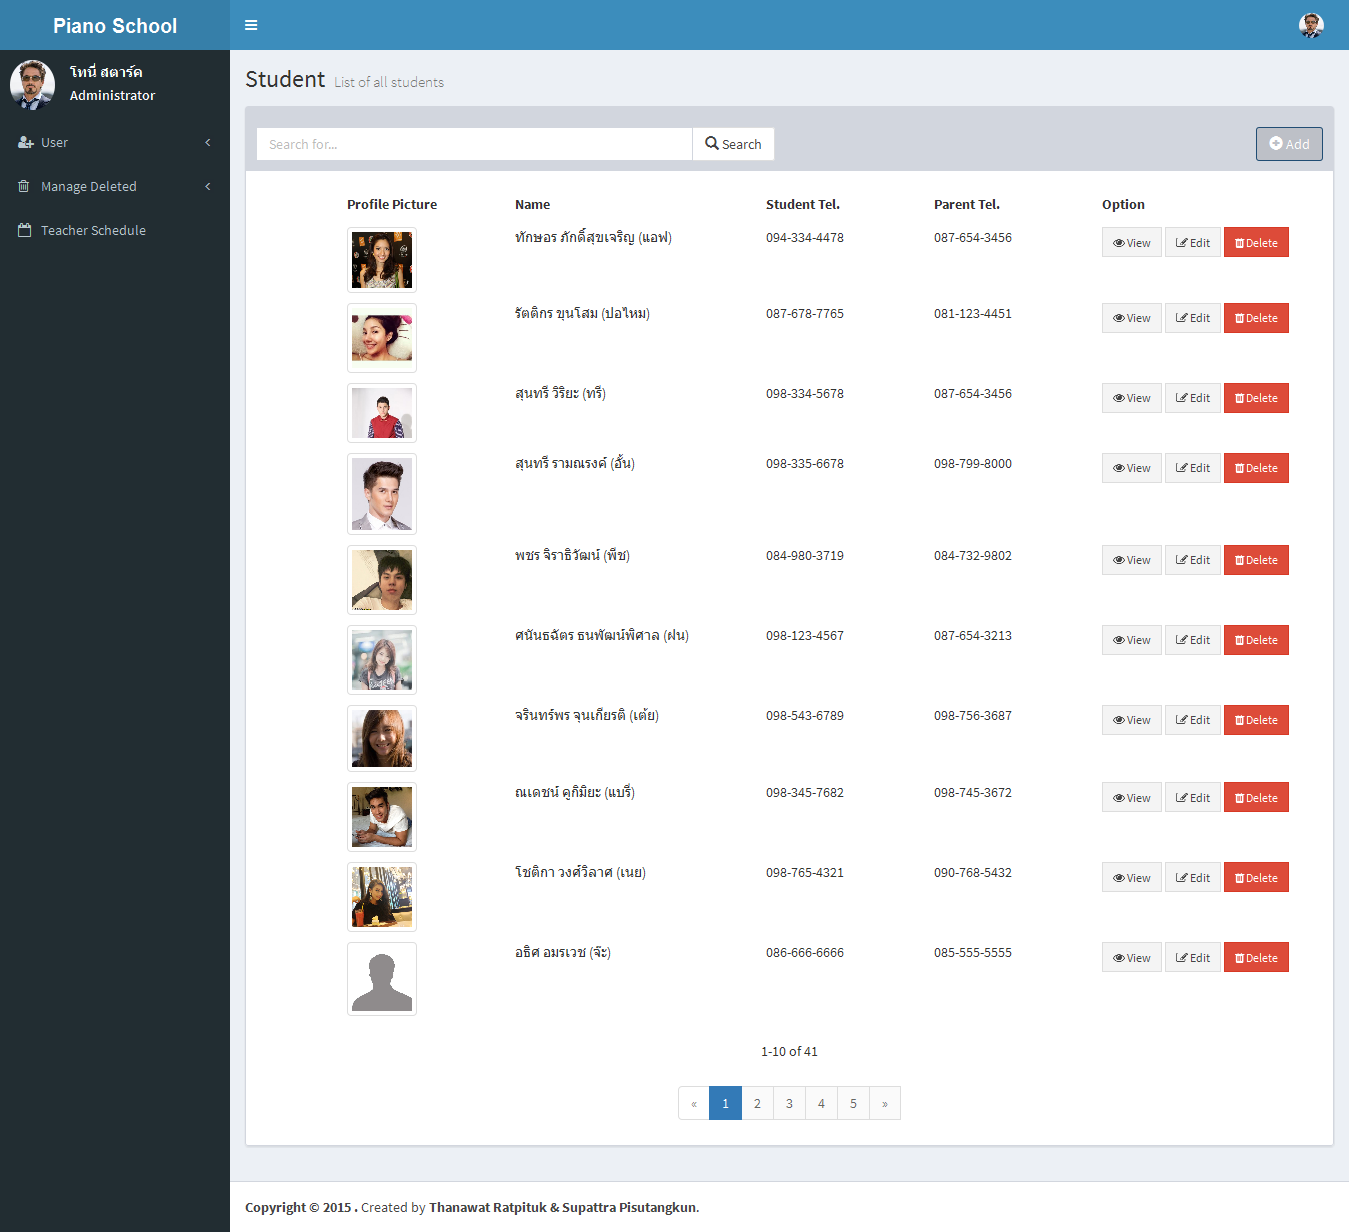 Piano School
โทนี่ สตาร์ค
Administrator
User
Manage Deleted
Teacher Schedule
Student List of all students
Search for... Search Add
Profile Picture Name Student Tel. Parent Tel. Option
ทักษอร ภักดิ์สุขเจริญ (แอฟ) 094-334-4478 087-654-3456 View Edit Delete
รัตติกร ขุนโสม (ปอไหม) 087-678-7765 081-123-4451 View Edit Delete
สุนทรี วิริยะ (ทรี) 098-334-5678 087-654-3456 View Edit Delete
สุนทรี รามณรงค์ (อั้น) 098-335-6678 098-799-8000 View Edit Delete
พชร จิราธิวัฒน์ (พีช) 084-980-3719 084-732-9802 View Edit Delete
ศนันธฉัตร ธนพัฒน์พิศาล (ฝน) 098-123-4567 087-654-3213 View Edit Delete
จรินทร์พร จุนเกียรติ (เต้ย) 098-543-6789 098-756-3687 View Edit Delete
ณเดชน์ คูกิมิยะ (แบรี่) 098-345-7682 098-745-3672 View Edit Delete
โชติกา วงศ์วิลาศ (เนย) 098-765-4321 090-768-5432 View Edit Delete
อธิศ อมรเวช (จ๊ะ) 086-666-6666 085-555-5555 View Edit Delete
1-10 of 41
« 1 2 3 4 5 »
Copyright © 2015 . Created by Thanawat Ratpituk & Supattra Pisutangkun.